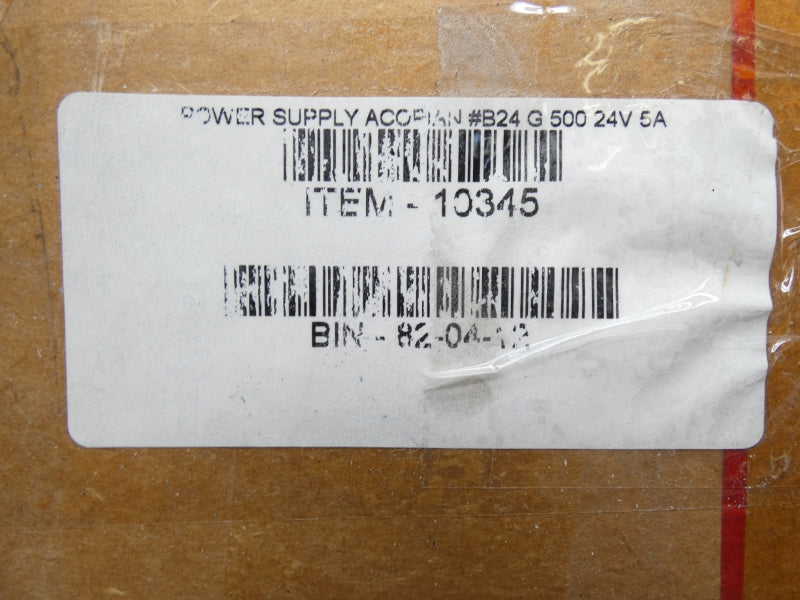 POWER SUPPLY ACOPIAN #B24 G 500 24V 5A
ITEM - 10345
BIN - 82-04-12